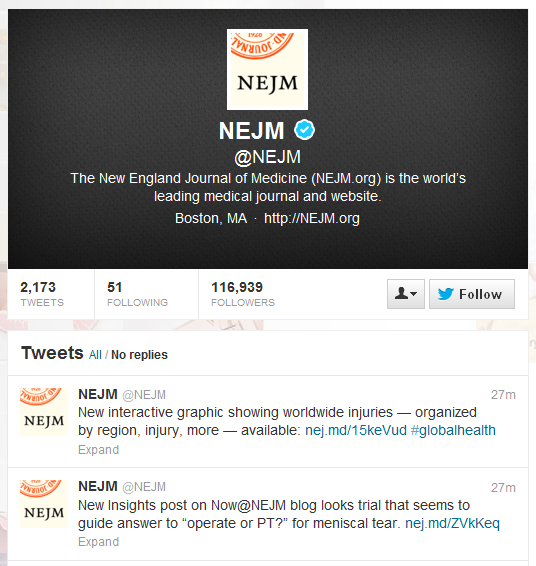 ND JOURNAL
1928
NEJM
NEJM
@NEJM
The New England Journal of Medicine (NEJM.org) is the world's
leading medical journal and website.
Boston, MA · http://NEJM.org
2,173
TWEETS
51
FOLLOWING
116,939
FOLLOWERS
Follow
Tweets All / No replies
NEJM
NEJM @NEJM 27m
New interactive graphic showing worldwide injuries — organized
by region, injury, more — available: nej.md/15keVud #globalhealth
Expand
NEJM
NEJM @NEJM 27m
New Insights post on Now@NEJM blog looks trial that seems to
guide answer to “operate or PT?” for meniscal tear. nej.md/ZVkKeq
Expand